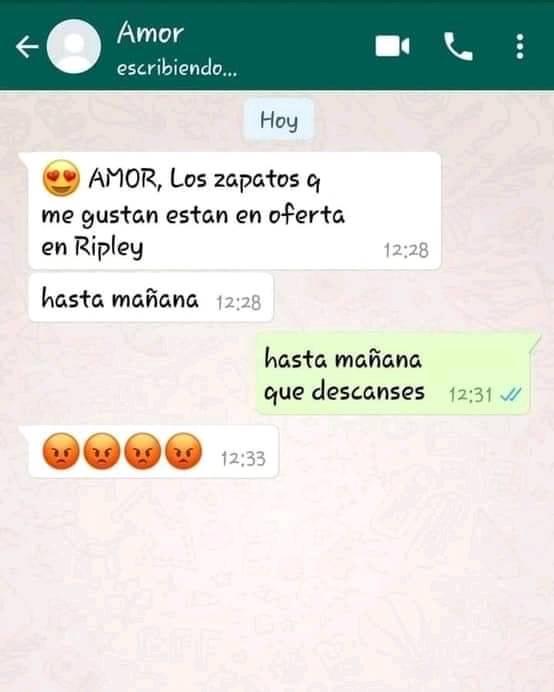 Amor
escribiendo...
Hoy
😍 AMOR, Los zapatos q
me gustan estan en oferta
en Ripley 12:28
hasta mañana 12:28
hasta mañana
que descanses 12:31
😡😡😡😡 12:33